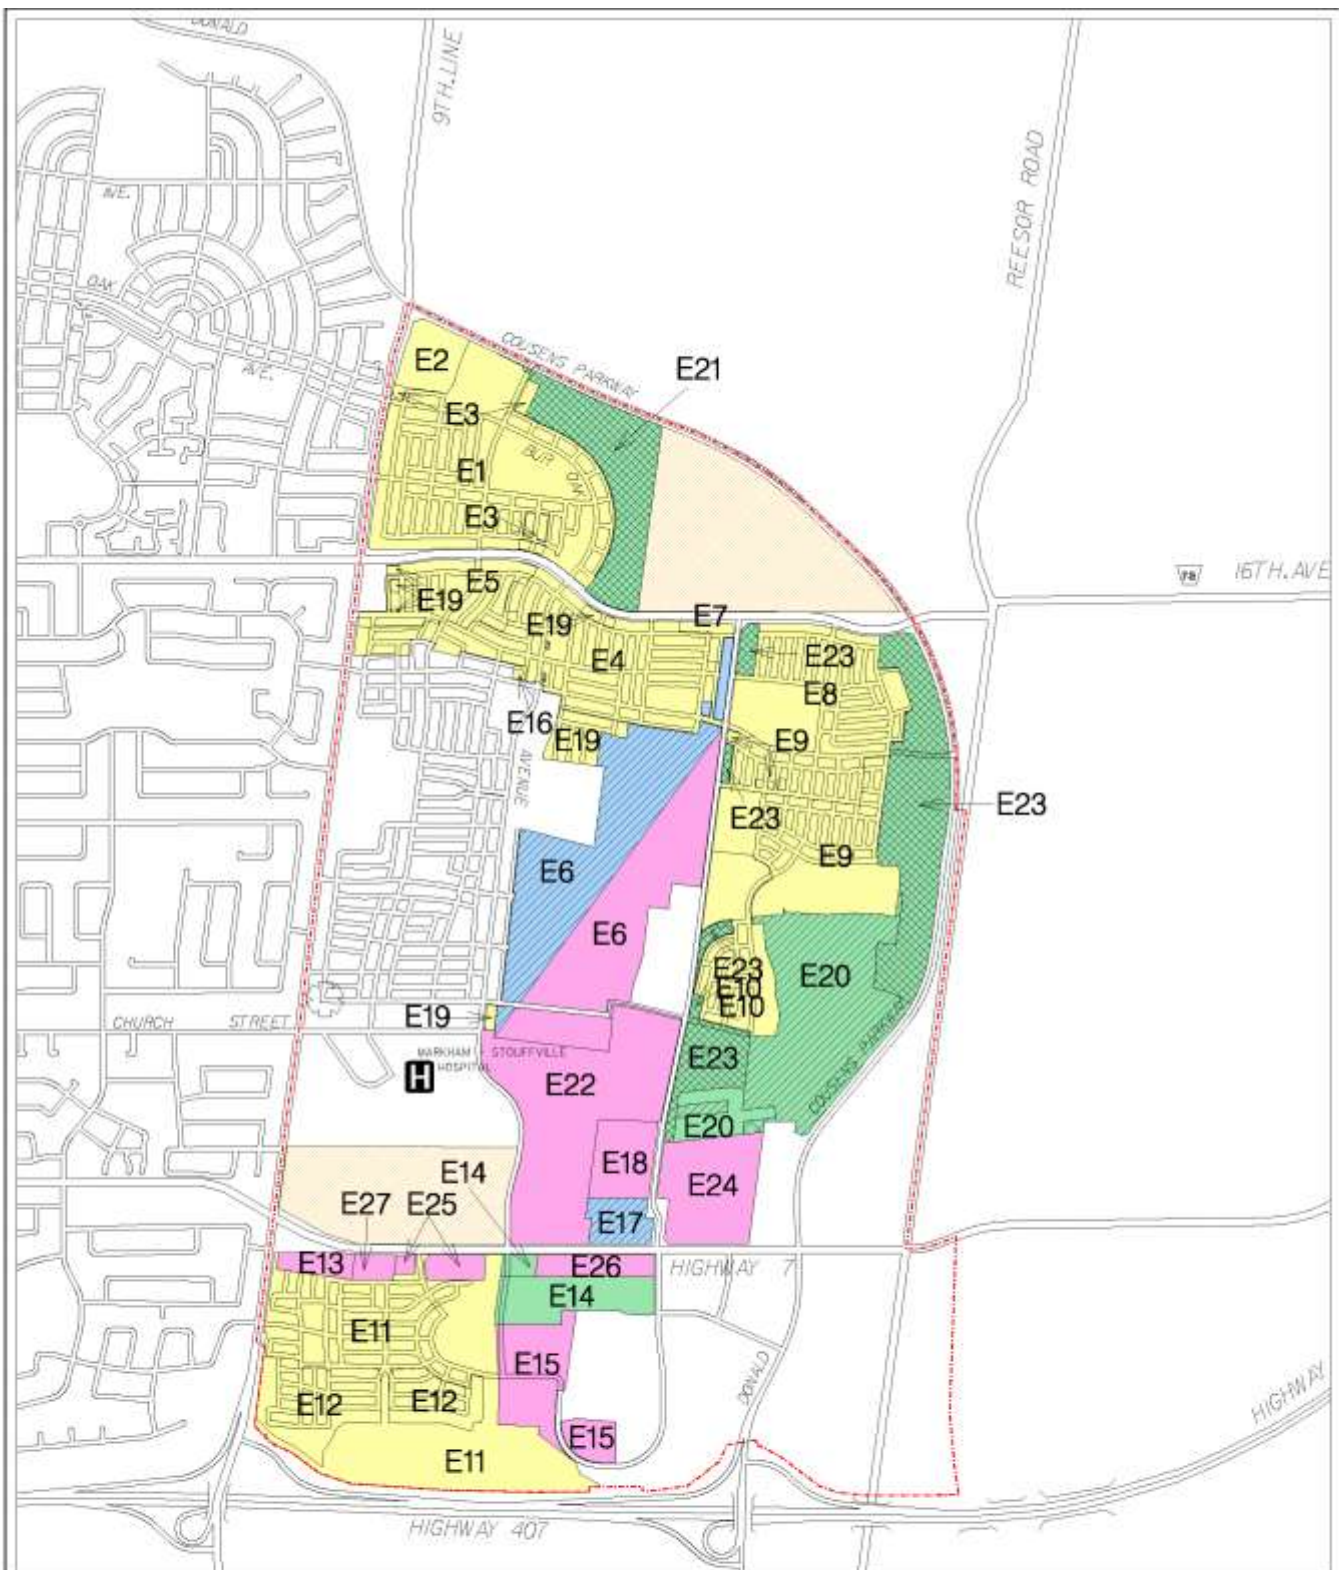 DONALD
9TH.LINE
REESOR ROAD
AVE.
OAK
AVE.
COUSENS PARKWAY
E21
E2
E3
BUR
OAK
E1
E3
16TH.AVE
E5
E19
E19
E7
E4
E23
E8
E16
E19
E9
AVENUE
E23
E23
E9
E6
E6
E23
E10
E10
E20
E19
CHURCH STREET
MARKHAM - STOUFFVILLE
HOSPITAL
H
E23
COUSENS PARKWAY
E22
E20
E18
E14
E24
E27
E25
E17
E13
E26
HIGHWAY 7
E14
E11
E15
DONALD
E12
E12
HIGHWAY
E15
E11
HIGHWAY 407